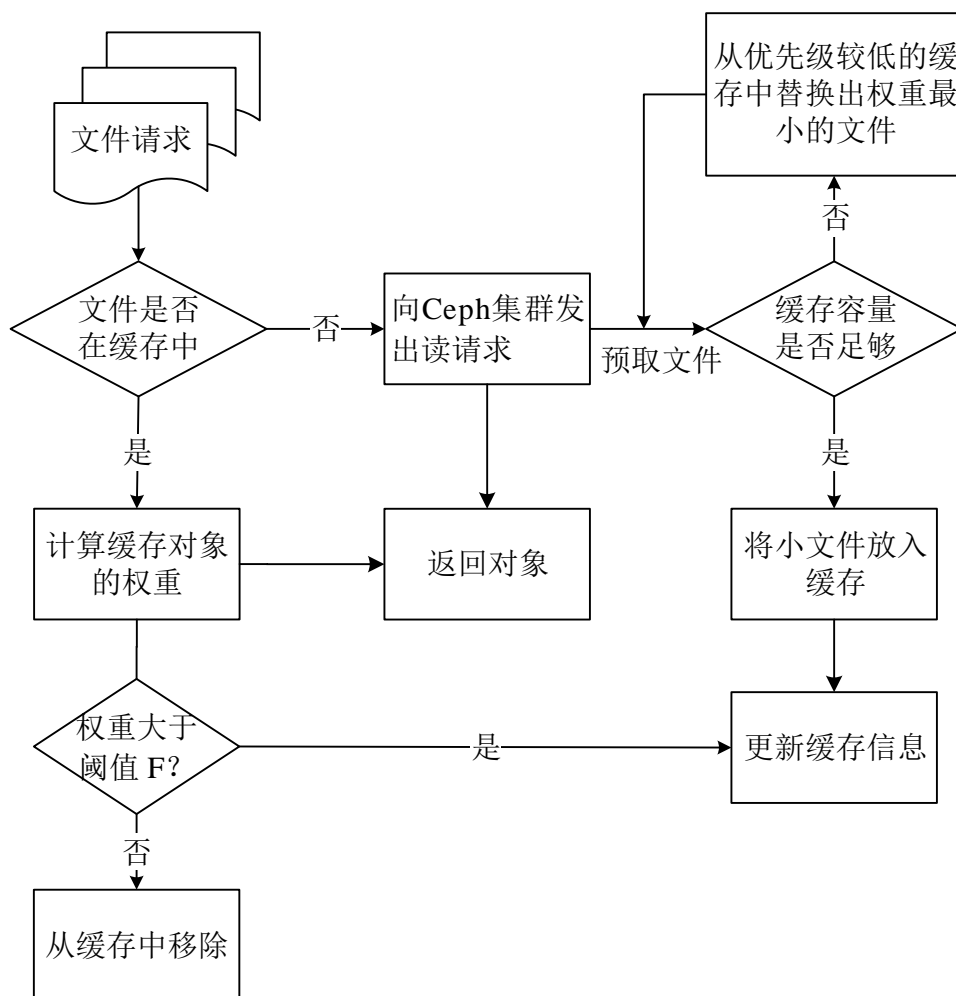 文件请求
从优先级较低的缓
存中替换出权重最
小的文件
否
文件是否
在缓存中
否
向Ceph集群发
出读请求
预取文件
缓存容量
是否足够
是
是
计算缓存对象
的权重
返回对象
将小文件放入
缓存
权重大于
阈值 F？
是
更新缓存信息
否
从缓存中移除